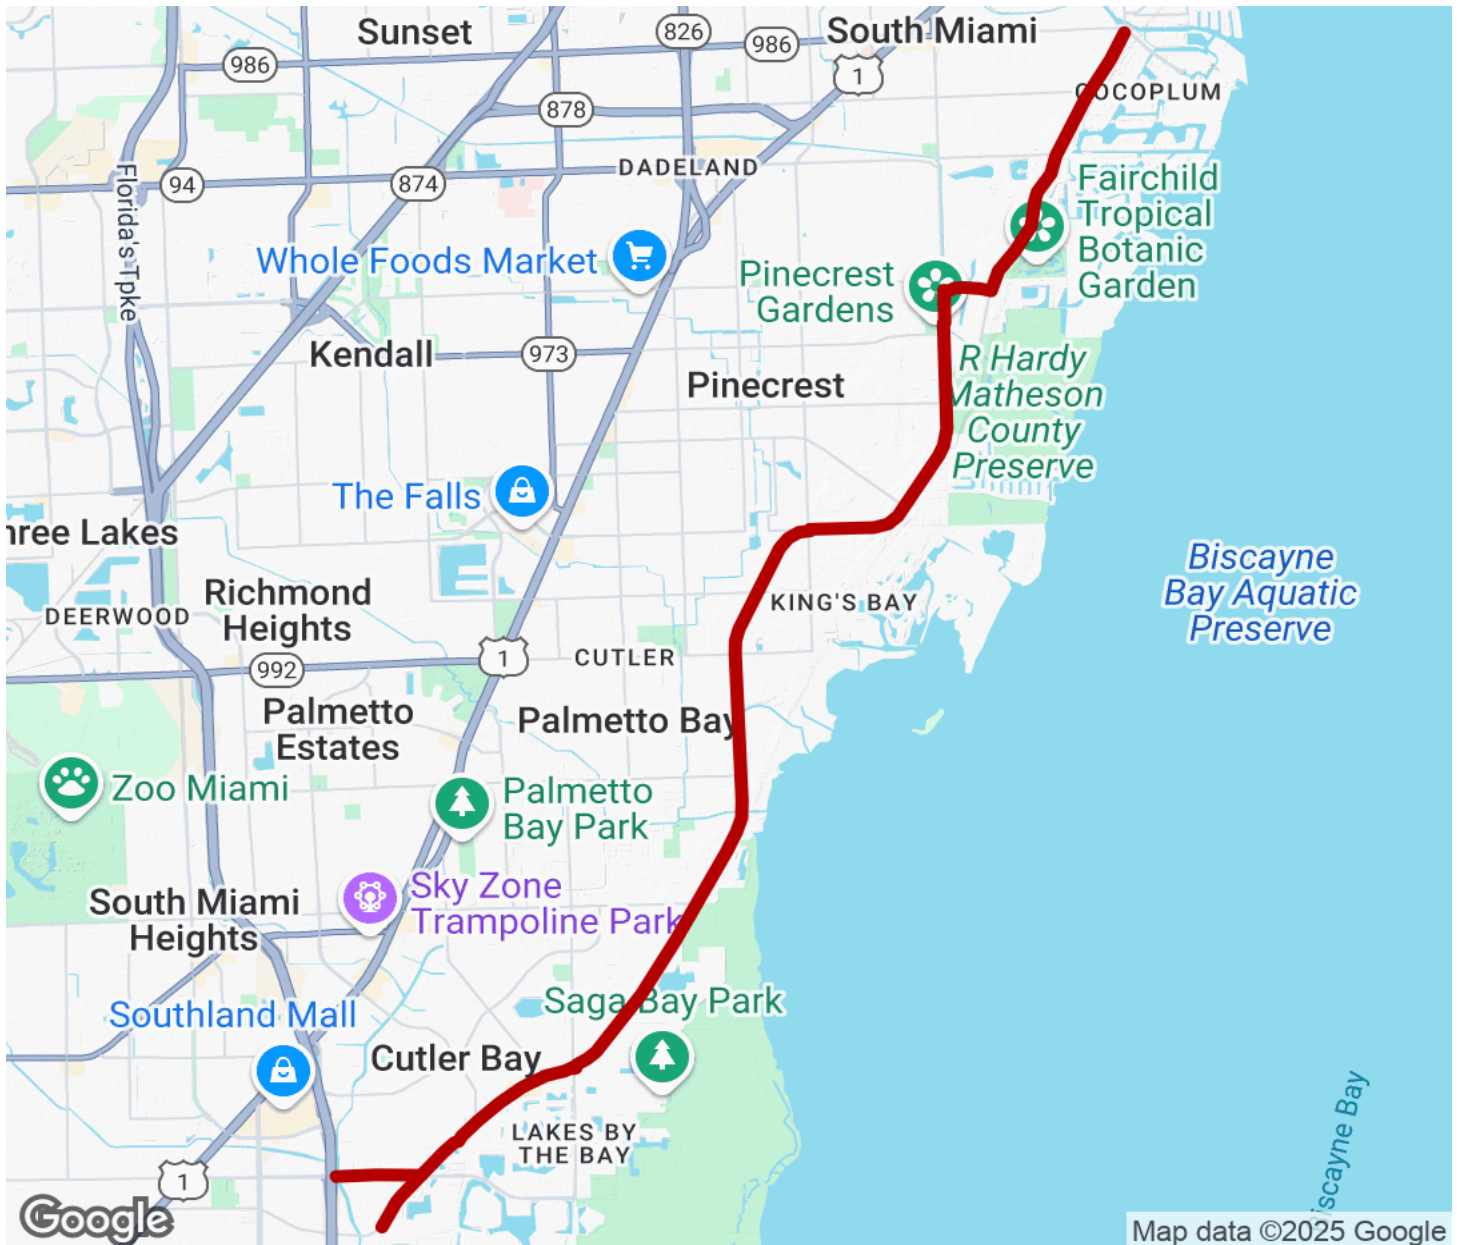 Sunset
826
986
South Miami
986
1
COCOPLUM
878
DADELAND
94
874
Florida's Tpke
Fairchild
Tropical
Botanic
Garden
Whole Foods Market
Pinecrest
Gardens
Kendall
973
Pinecrest
R Hardy
Matheson
County
Preserve
The Falls
hree Lakes
Biscayne
Bay Aquatic
Preserve
Richmond
Heights
DEERWOOD
KING'S BAY
992
1
CUTLER
Palmetto
Estates
Palmetto Bay
Zoo Miami
Palmetto
Bay Park
Sky Zone
Trampoline Park
South Miami
Heights
Saga Bay Park
Southland Mall
Cutler Bay
LAKES BY
THE BAY
Biscayne Bay
1
Google
Map data ©2025 Google